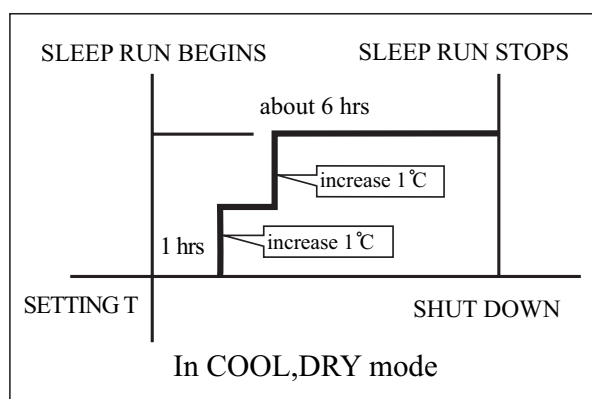 SLEEP RUN BEGINS
SLEEP RUN STOPS
about 6 hrs
increase 1℃
1 hrs
increase 1℃
SETTING T
SHUT DOWN
In COOL,DRY mode